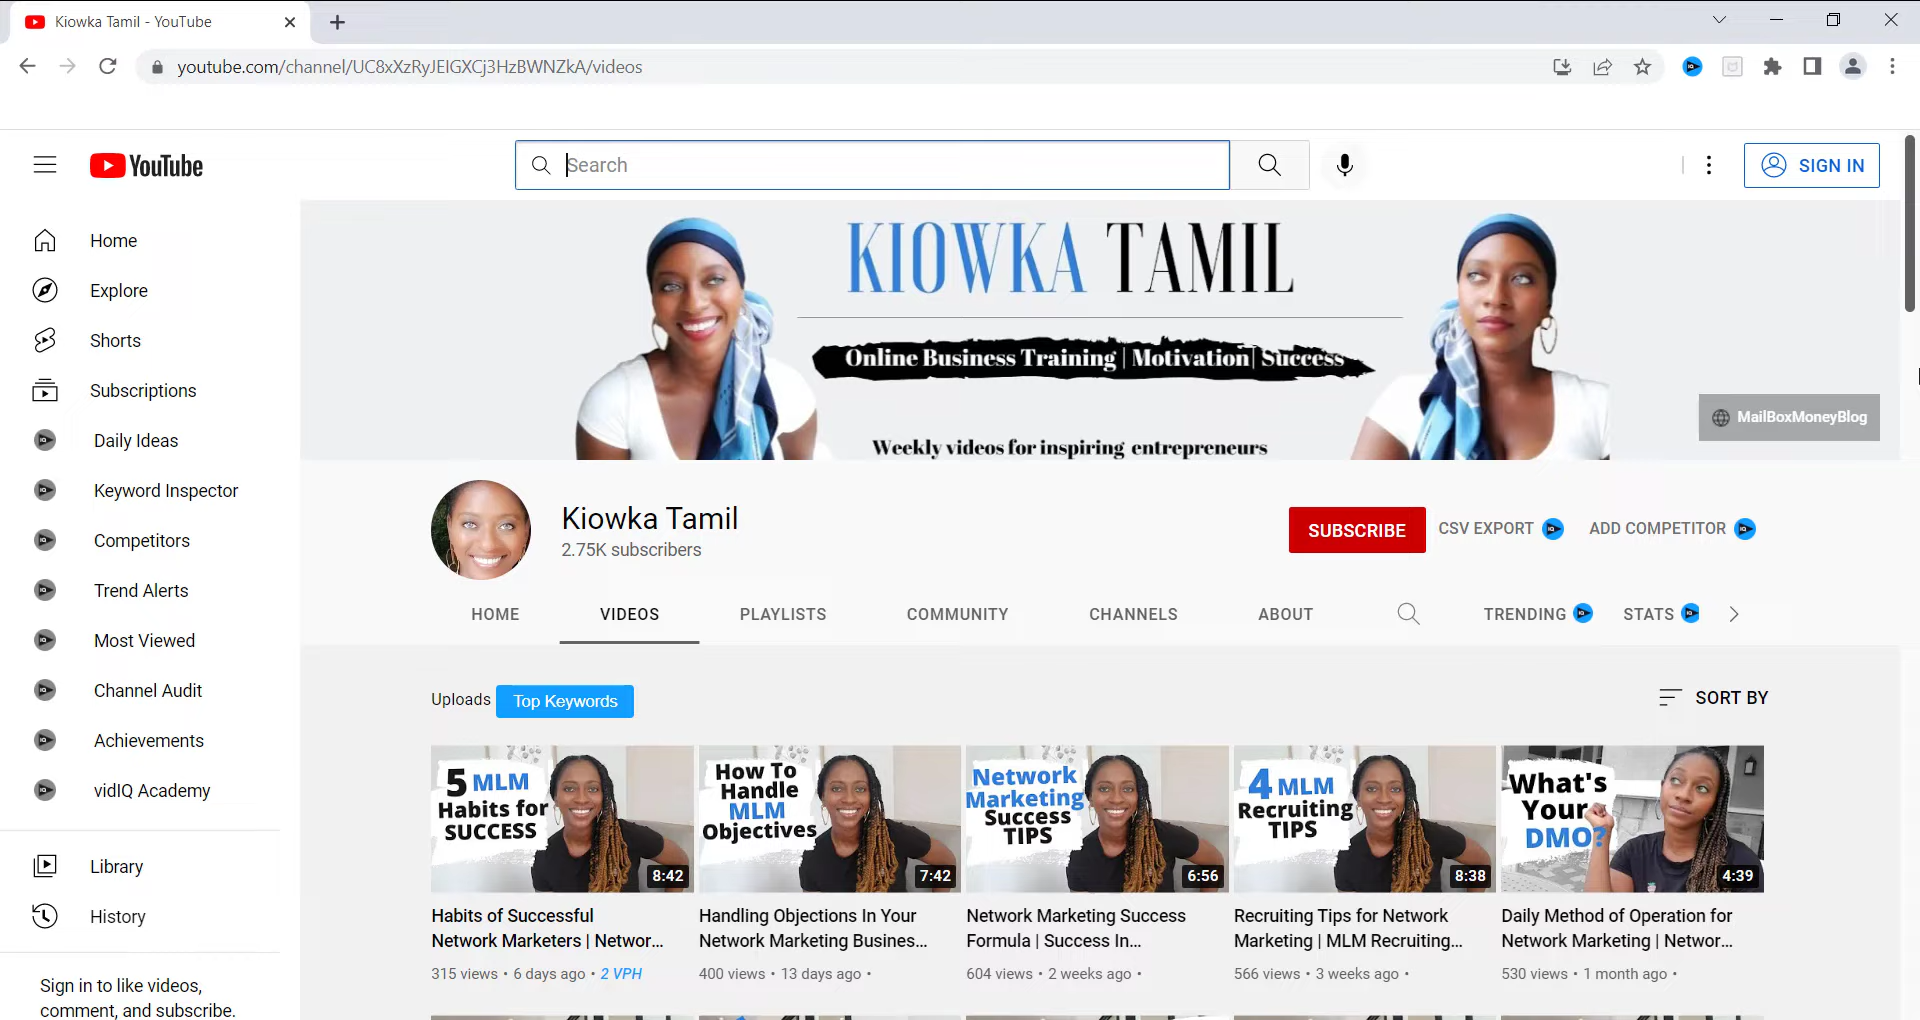 Kiowka Tamil - YouTube
youtube.com/channel/UC8xXzRyJEIGXCj3HzBWNZkA/videos
YouTube
Search
SIGN IN
Home
Explore
Shorts
Subscriptions
Daily Ideas
Keyword Inspector
Competitors
Trend Alerts
Most Viewed
Channel Audit
Achievements
vidIQ Academy
Library
History
Sign in to like videos,
comment, and subscribe.
KIOWKA TAMIL
Online Business Training | Motivation | Success
Weekly videos for inspiring entrepreneurs
MailBoxMoneyBlog
Kiowka Tamil
2.75K subscribers
SUBSCRIBE
CSV EXPORT
ADD COMPETITOR
HOME
VIDEOS
PLAYLISTS
COMMUNITY
CHANNELS
ABOUT
TRENDING
STATS
Uploads
Top Keywords
SORT BY
5 MLM
Habits for
SUCCESS
8:42
Habits of Successful
Network Marketers | Networ...
315 views • 6 days ago • 2 VPH
How To
Handle
MLM
Objectives
7:42
Handling Objections In Your
Network Marketing Busines...
400 views • 13 days ago •
Network
Marketing
Success
TIPS
6:56
Network Marketing Success
Formula | Success In...
604 views • 2 weeks ago •
4 MLM
Recruiting
TIPS
8:38
Recruiting Tips for Network
Marketing | MLM Recruiting...
566 views • 3 weeks ago •
What's
Your
DMO?
4:39
Daily Method of Operation for
Network Marketing | Networ...
530 views • 1 month ago •